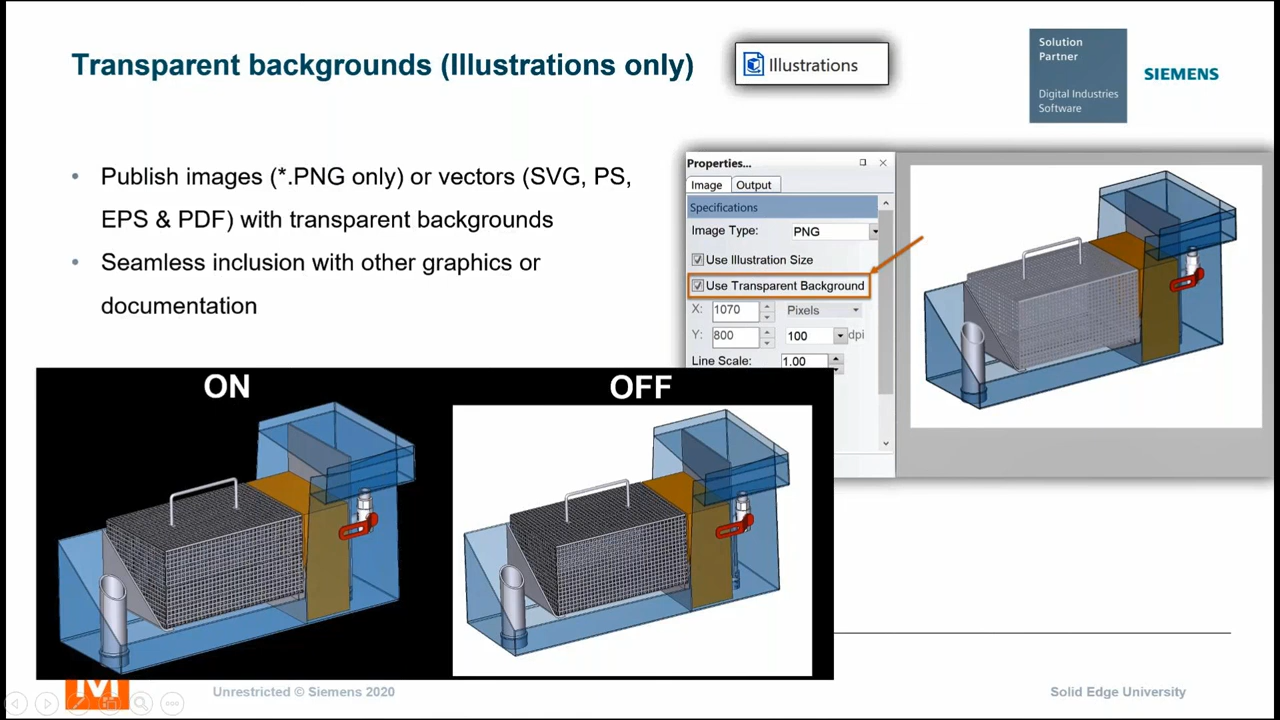 Transparent backgrounds (Illustrations only)
Illustrations
Solution
Partner
Digital Industries
Software
SIEMENS
• Publish images (*.PNG only) or vectors (SVG, PS,
EPS & PDF) with transparent backgrounds
• Seamless inclusion with other graphics or
documentation
Properties...
Image
Output
Specifications
Image Type: PNG
Use Illustration Size
Use Transparent Background
X: 1070 Pixels
Y: 800 100 dpi
Line Scale: 1.00
ON
OFF
M
Unrestricted © Siemens 2020
Solid Edge University